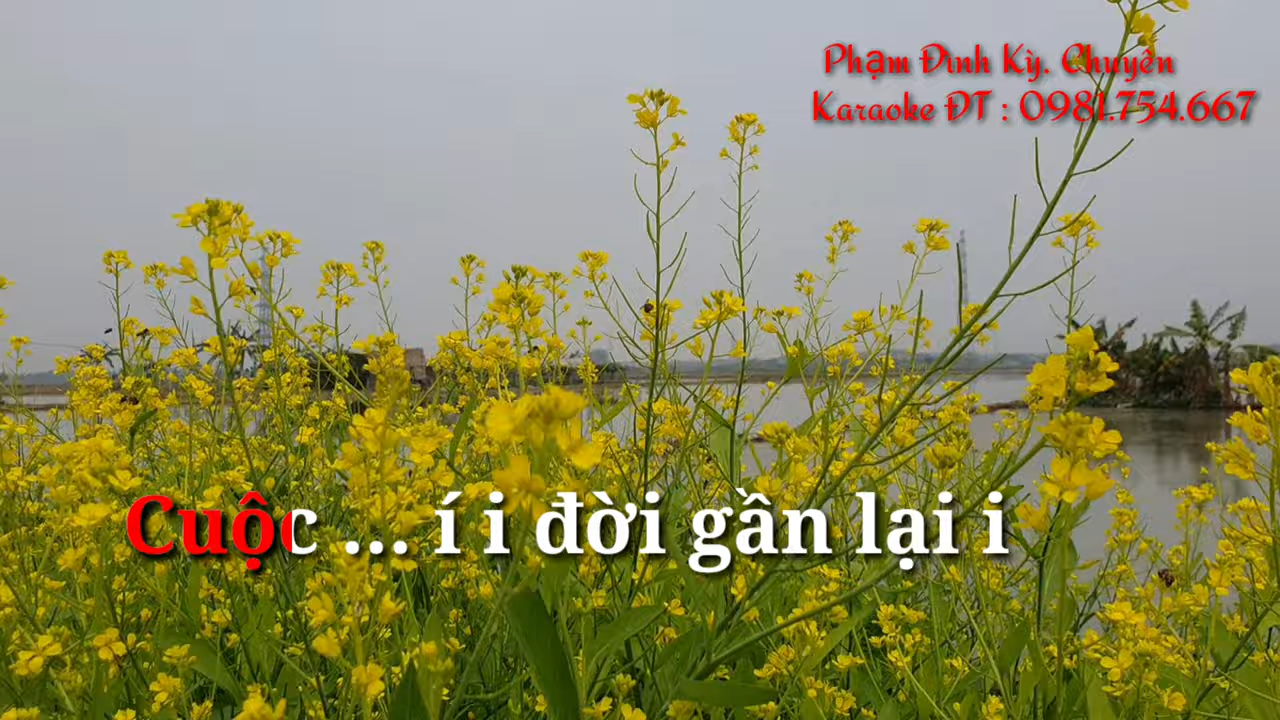 Phạm Đình Kỳ. Chuyên
Karaoke ĐT : 0981.754.667
Cuộc ... í i đời gần lại i